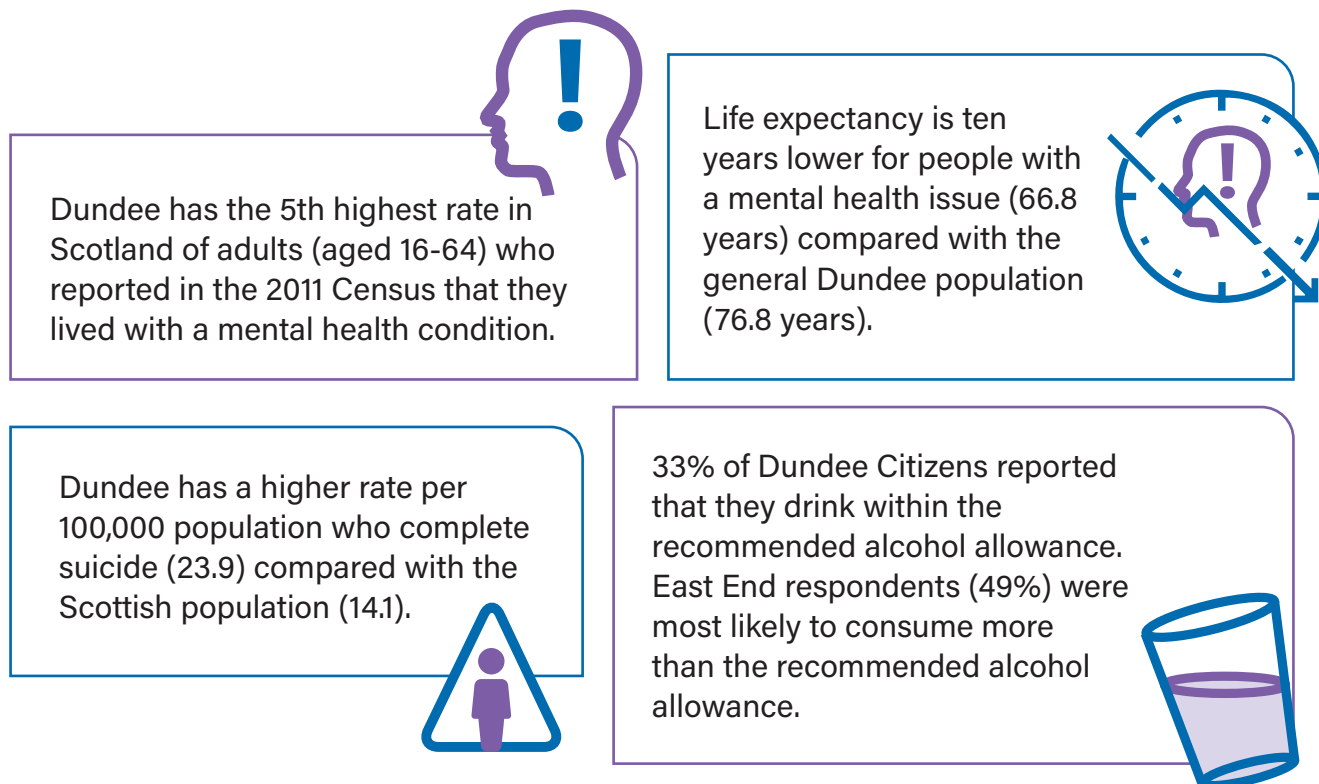 Dundee has the 5th highest rate in
Scotland of adults (aged 16-64) who
reported in the 2011 Census that they
lived with a mental health condition.
Life expectancy is ten
years lower for people with
a mental health issue (66.8
years) compared with the
general Dundee population
(76.8 years).
Dundee has a higher rate per
100,000 population who complete
suicide (23.9) compared with the
Scottish population (14.1).
33% of Dundee Citizens reported
that they drink within the
recommended alcohol allowance.
East End respondents (49%) were
most likely to consume more
than the recommended alcohol
allowance.